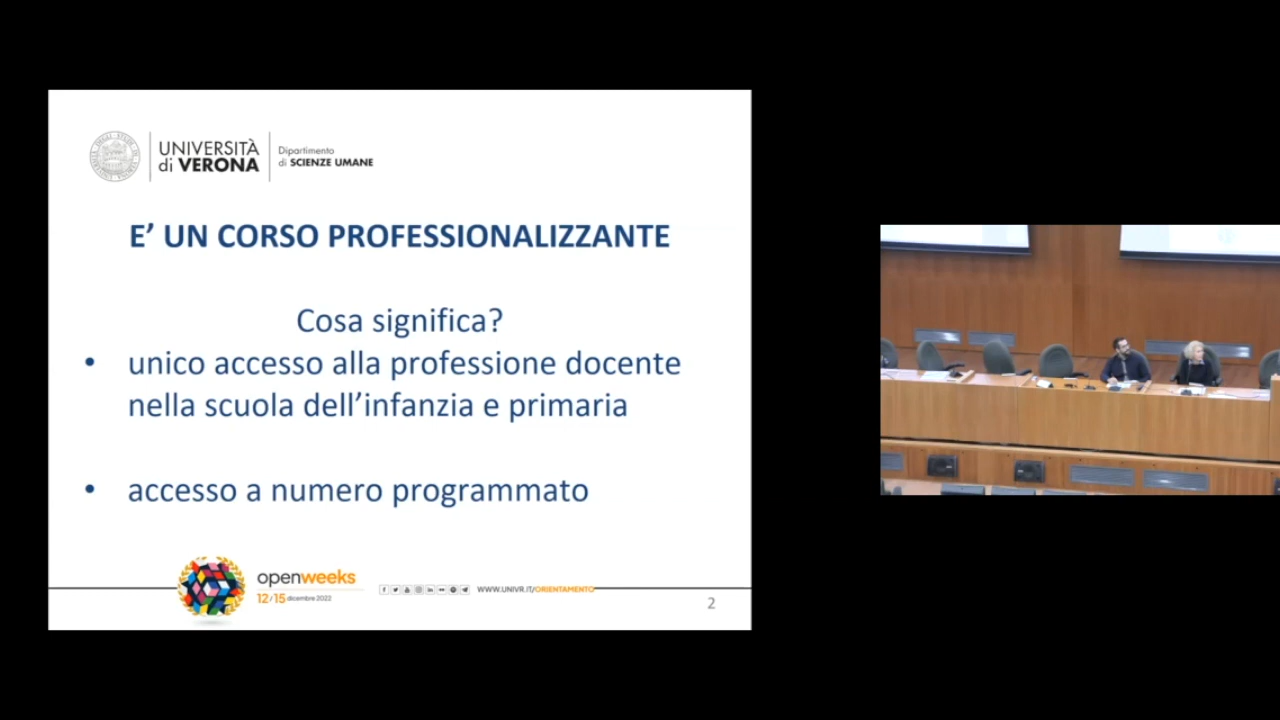 UNIVERSITÀ
di VERONA
Dipartimento
di SCIENZE UMANE
E’ UN CORSO PROFESSIONALIZZANTE
Cosa significa?
• unico accesso alla professione docente
nella scuola dell’infanzia e primaria
• accesso a numero programmato
openweeks
12/15 dicembre 2022
WWW.UNIVR.IT/ORIENTAMENTO
2